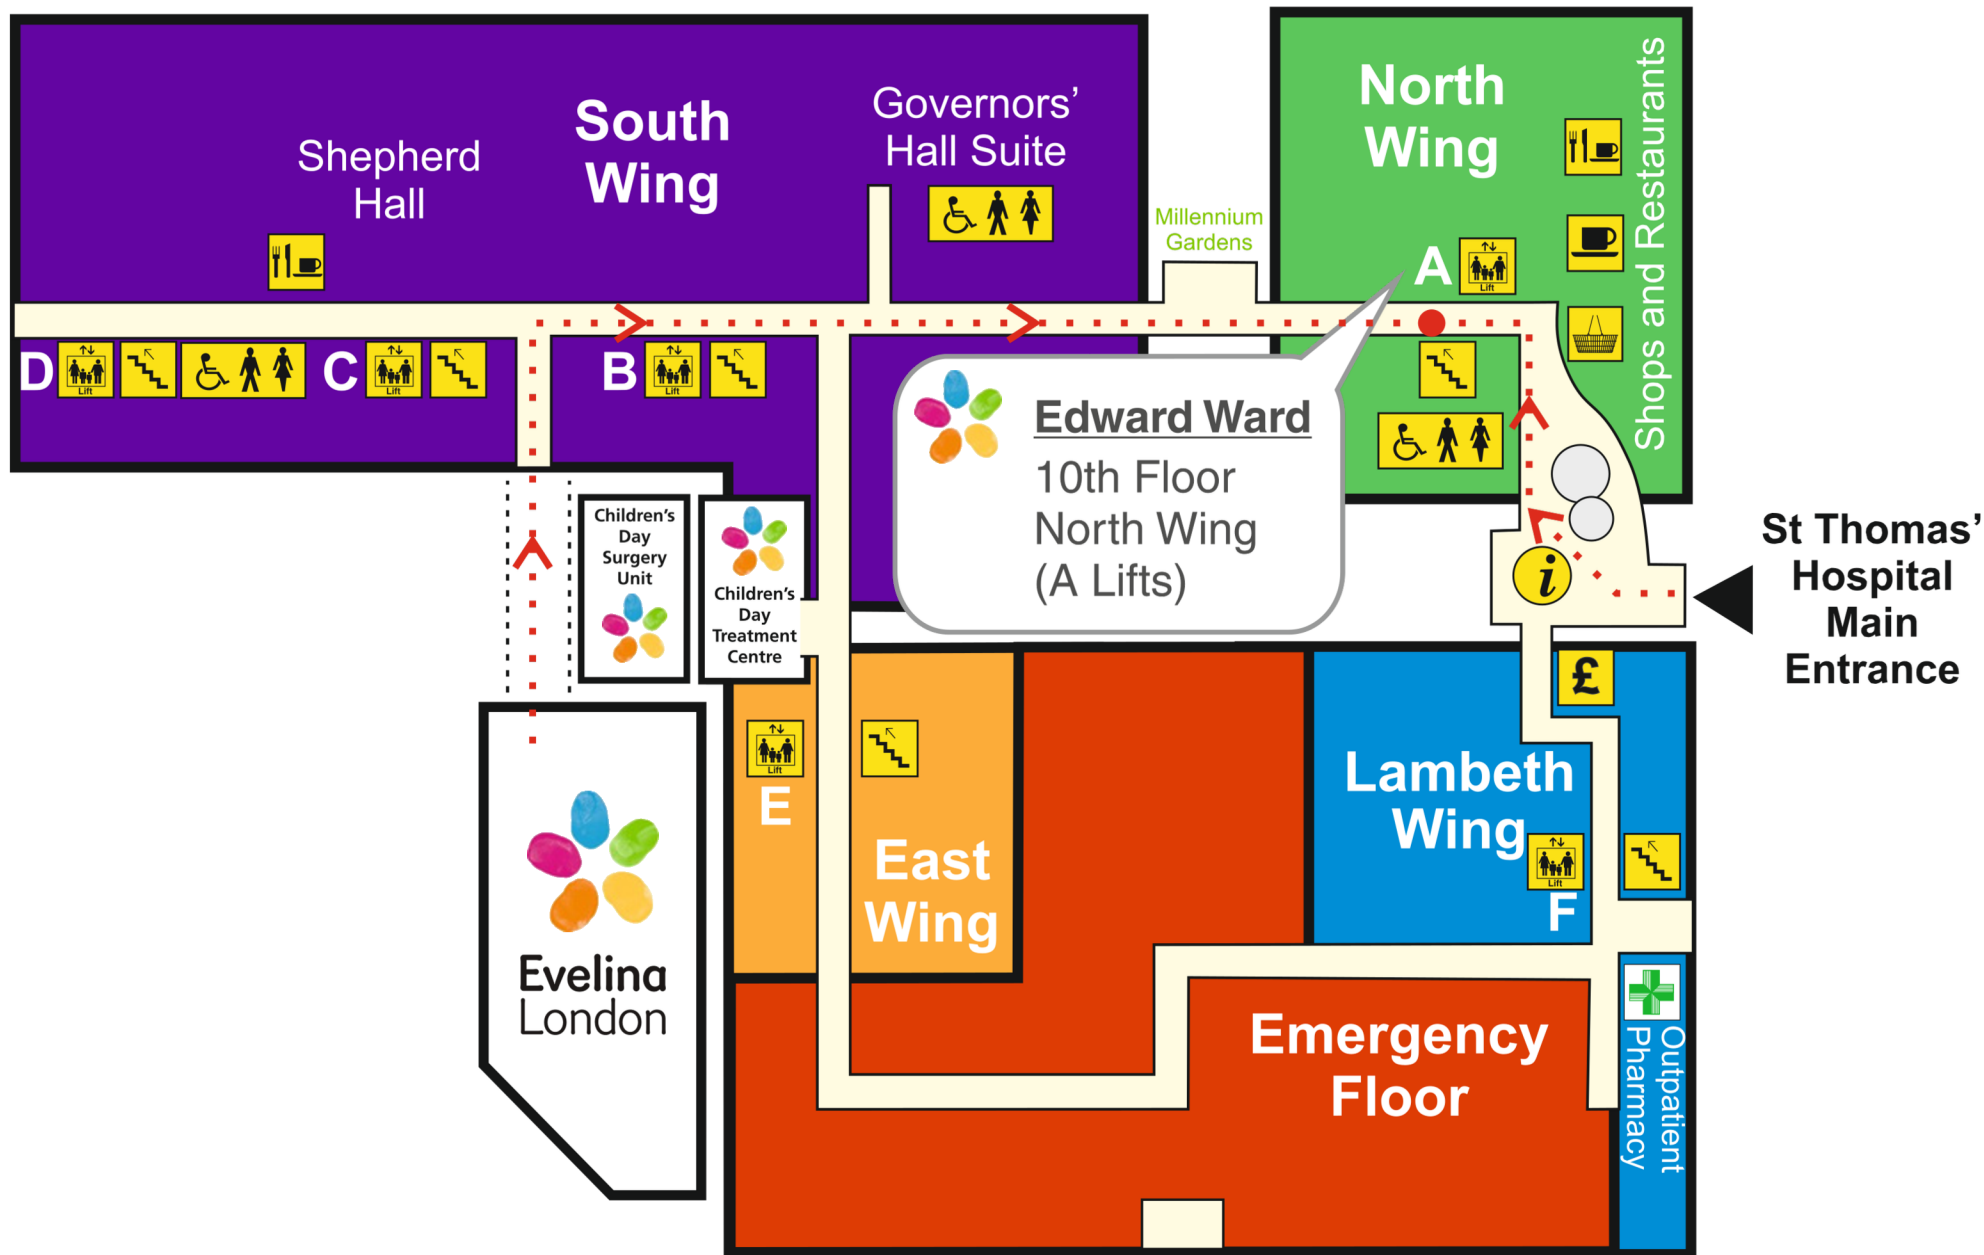 South
Wing
Shepherd
Hall
Governors’
Hall Suite
Millennium
Gardens
North
Wing
Shops and Restaurants
A
Lift
D
Lift
C
Lift
B
Lift
Edward Ward
10th Floor
North Wing
(A Lifts)
Children’s
Day
Surgery
Unit
Children’s
Day
Treatment
Centre
i
St Thomas’
Hospital
Main
Entrance
£
Lift
E
East
Wing
Lambeth
Wing
Lift
F
Evelina
London
Emergency
Floor
Outpatient
Pharmacy